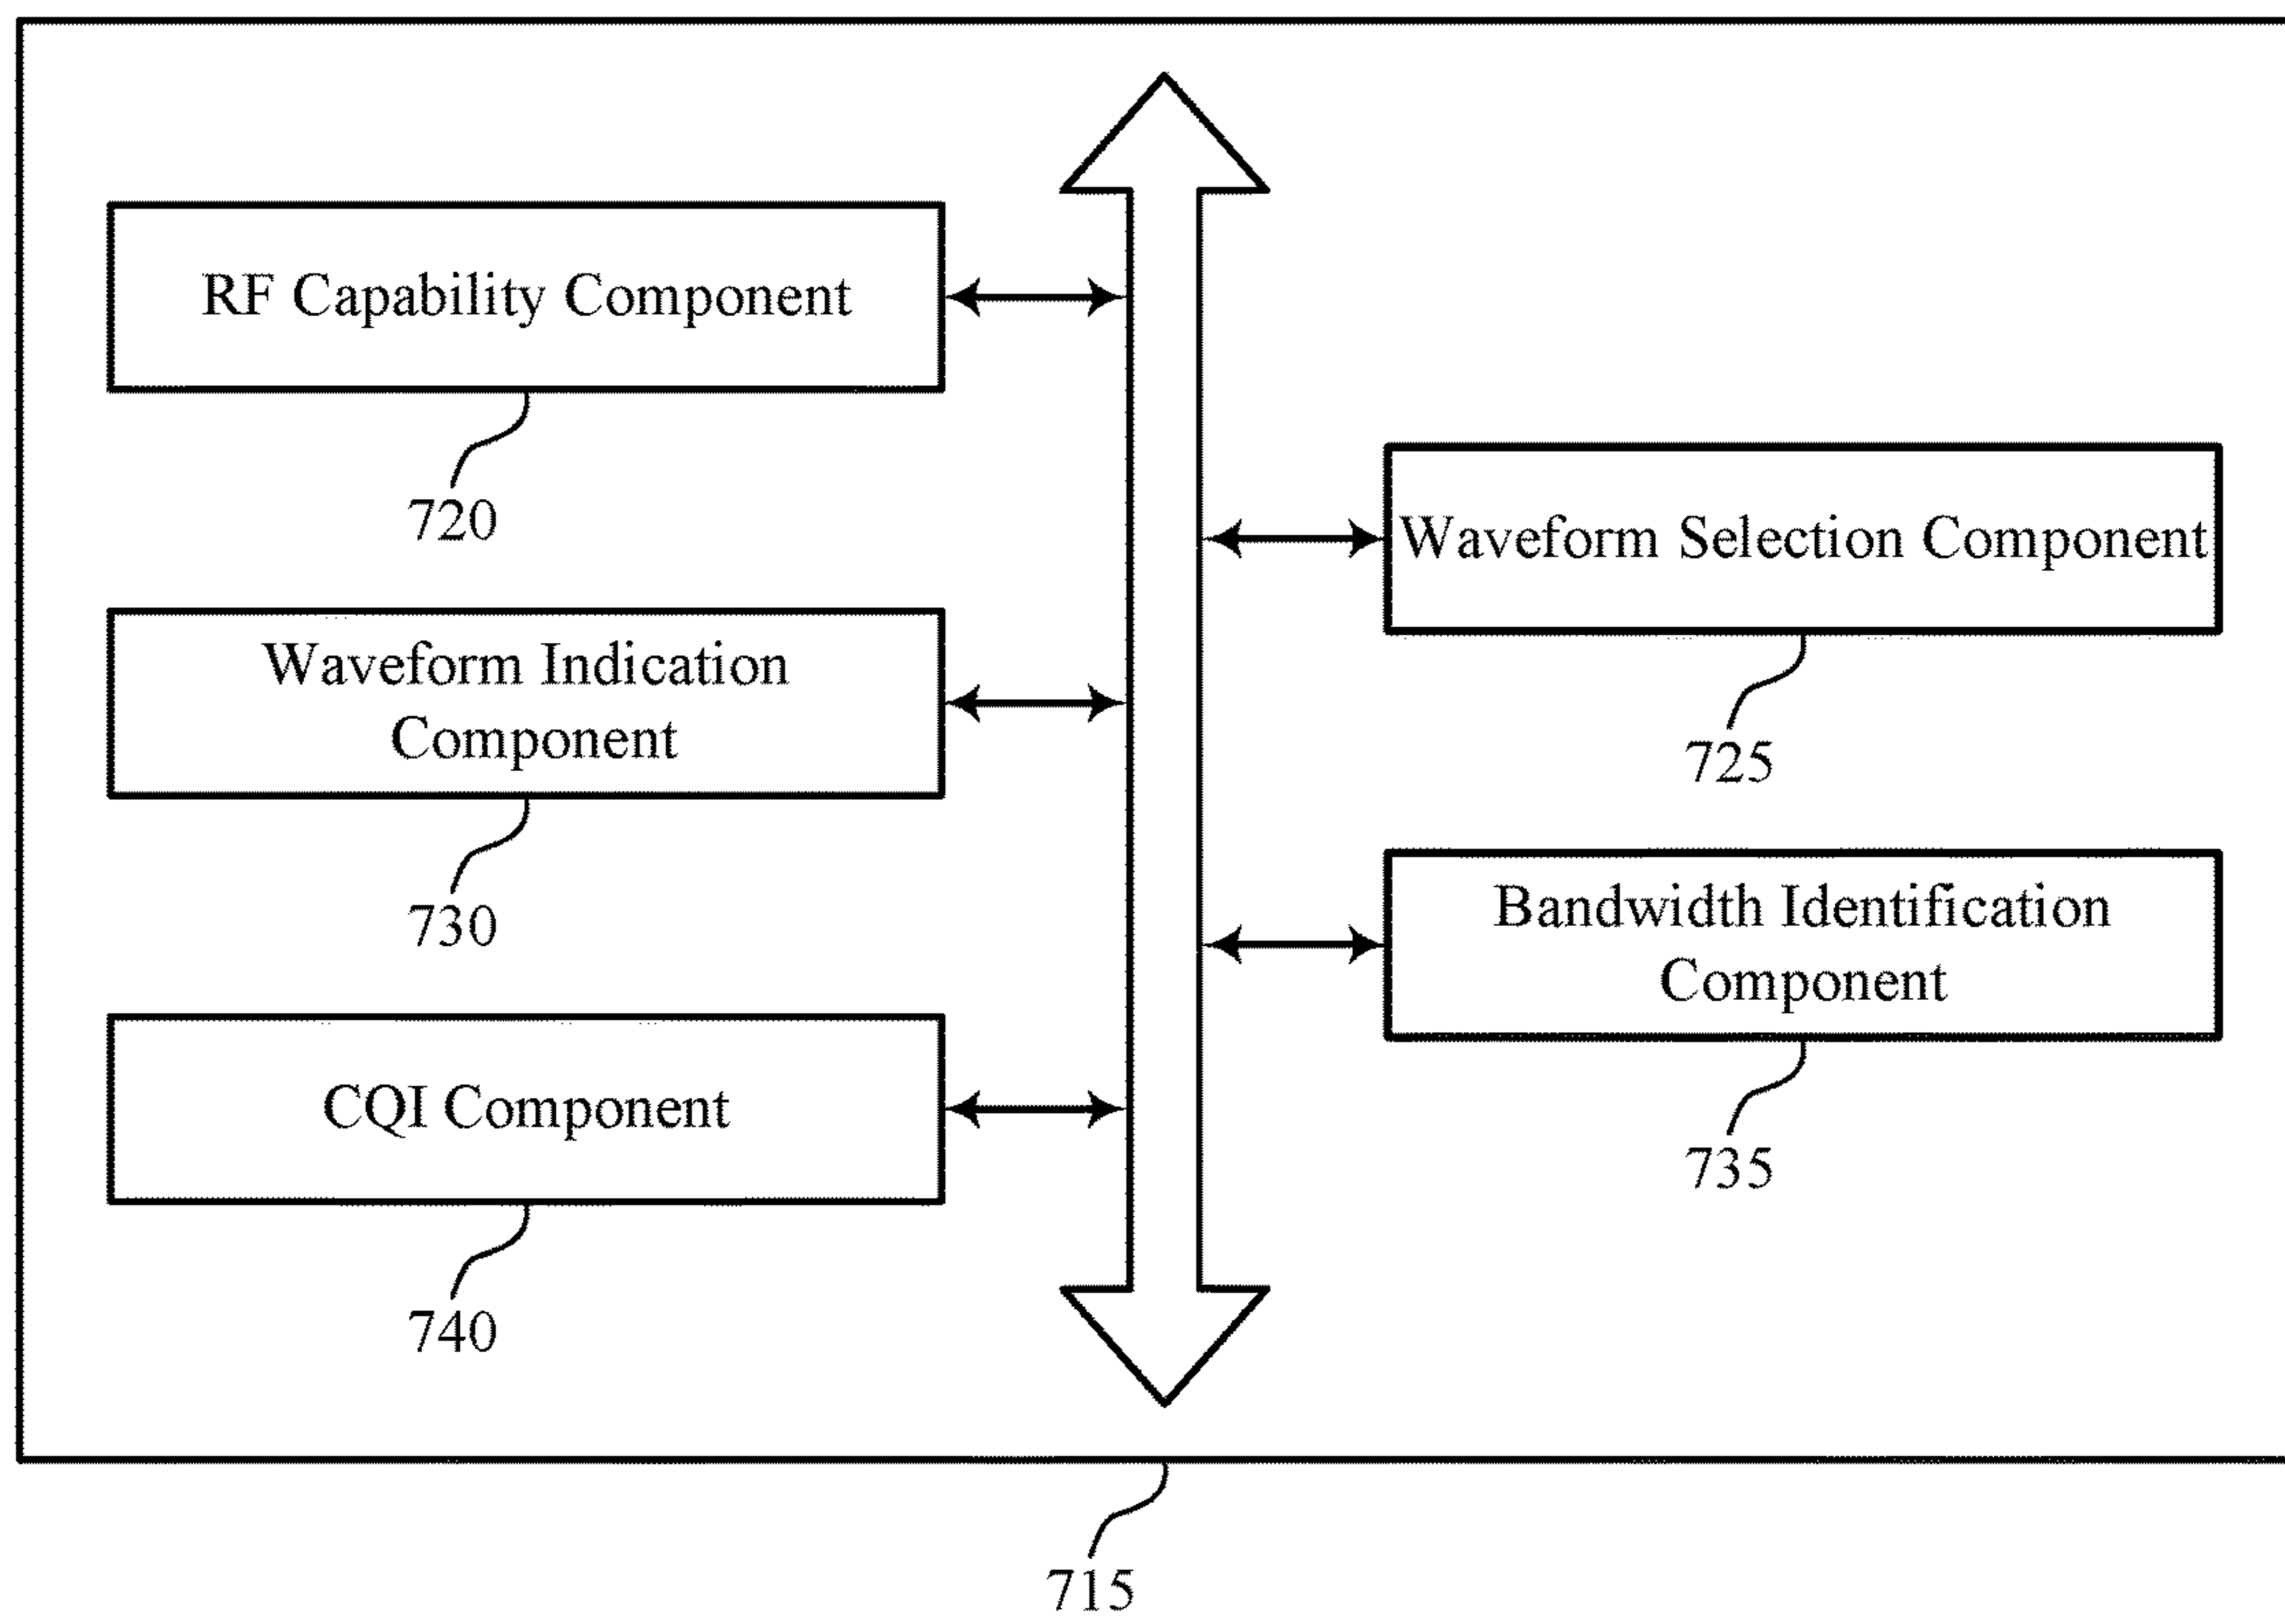 RF Capability Component
720
Waveform Selection Component
725
Waveform Indication
Component
730
Bandwidth Identification
Component
735
CQI Component
740
715